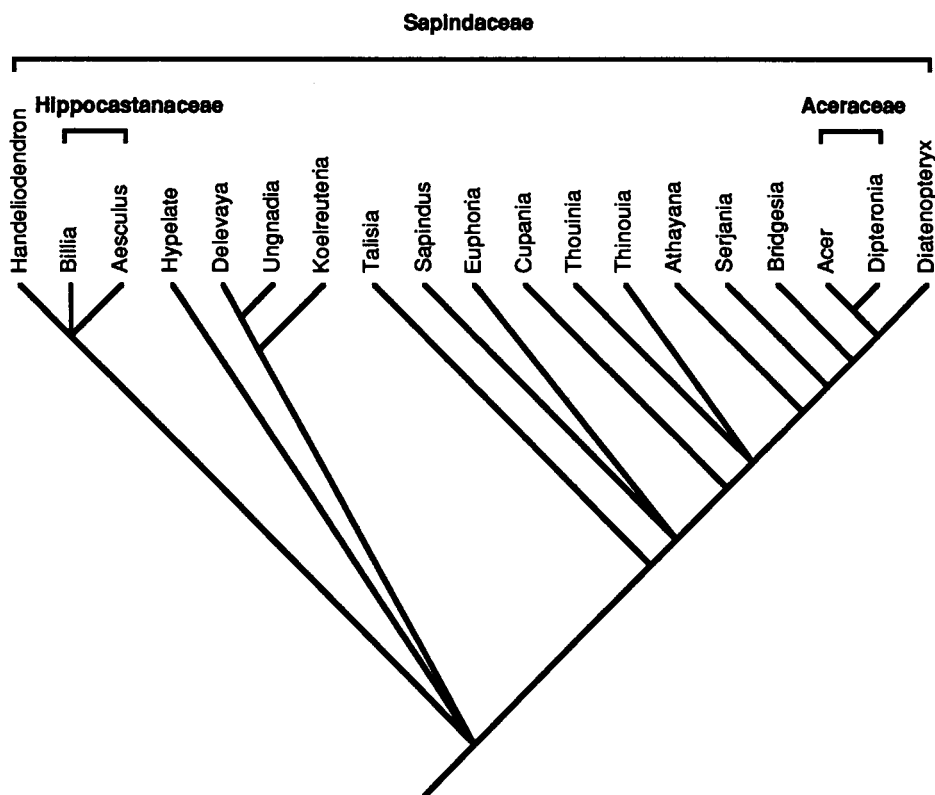 Sapindaceae
Hippocastanaceae
Aceraceae
Handeliodendron
Billia
Aesculus
Hypelate
Delevaya
Ungnadia
Koelreuteria
Talisia
Sapindus
Euphoria
Cupania
Thouinia
Thinouia
Athayana
Serjania
Bridgesia
Acer
Dipteronia
Diatenopteryx